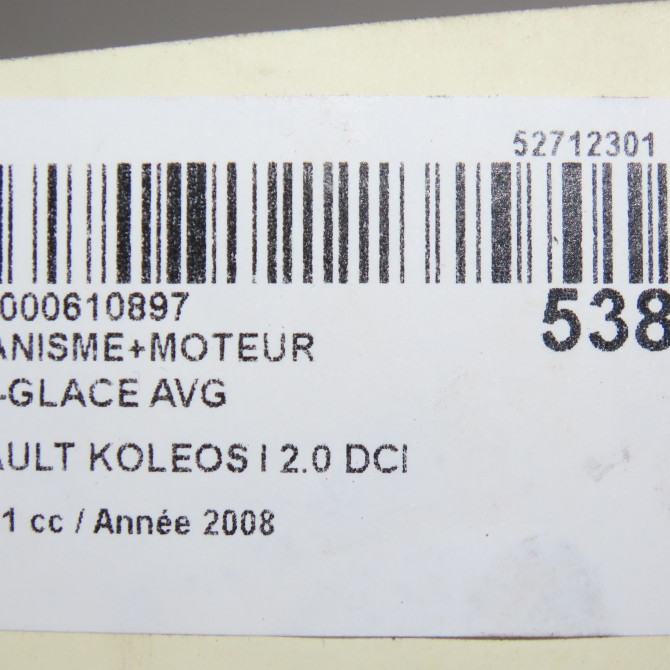 52712301
000610897
538
ANISME+MOTEUR
-GLACE AVG
AULT KOLEOS I 2.0 DCI
1 cc / Année 2008